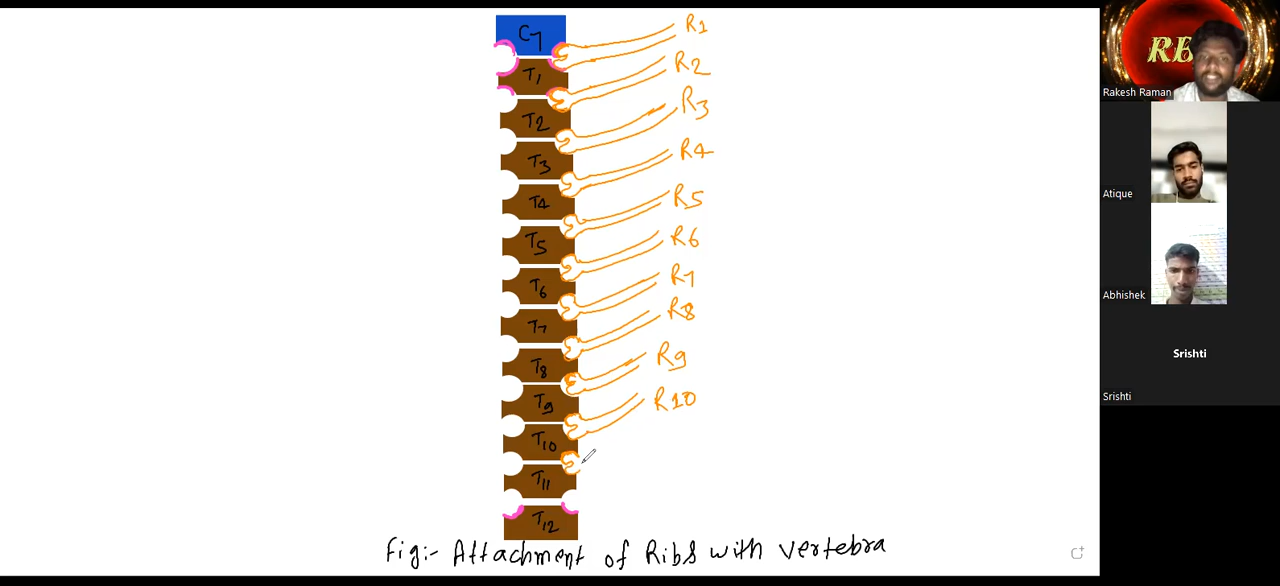 C7
R1
T1
R2
T2
R3
T3
R4
T4
R5
T5
R6
T6
R7
T7
R8
T8
R9
T9
R10
T10
T11
T12
Fig:- Attachment of Ribs with vertebra
RB
Rakesh Raman
Atique
Abhishek
Srishti
Srishti